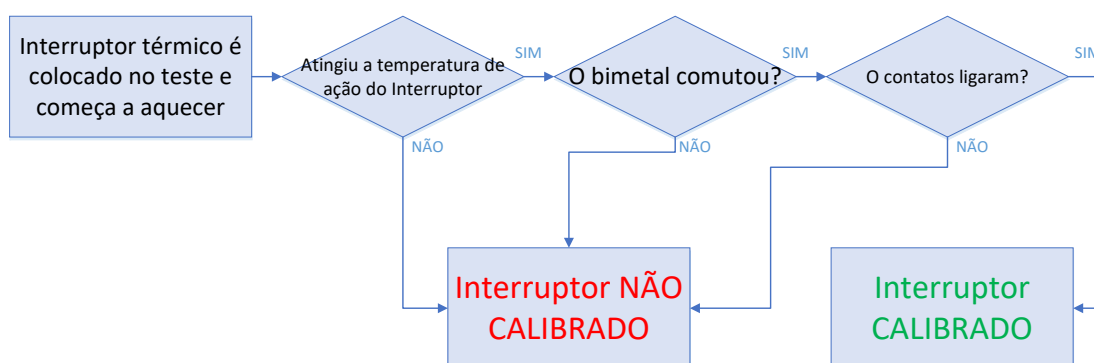 Interruptor térmico é
colocado no teste e
começa a aquecer
Atingiu a temperatura de
ação do Interruptor
SIM
NÃO
O bimetal comutou?
SIM
NÃO
O contatos ligaram?
SIM
NÃO
Interruptor NÃO
CALIBRADO
Interruptor
CALIBRADO